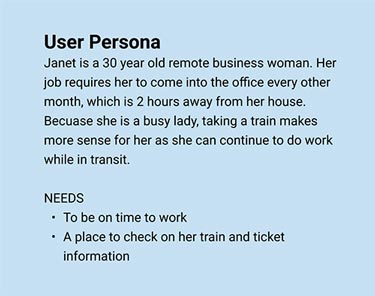 User Persona
Janet is a 30 year old remote business woman. Her
job requires her to come into the office every other
month, which is 2 hours away from her house.
Becuase she is a busy lady, taking a train makes
more sense for her as she can continue to do work
while in transit.
NEEDS
• To be on time to work
• A place to check on her train and ticket
information